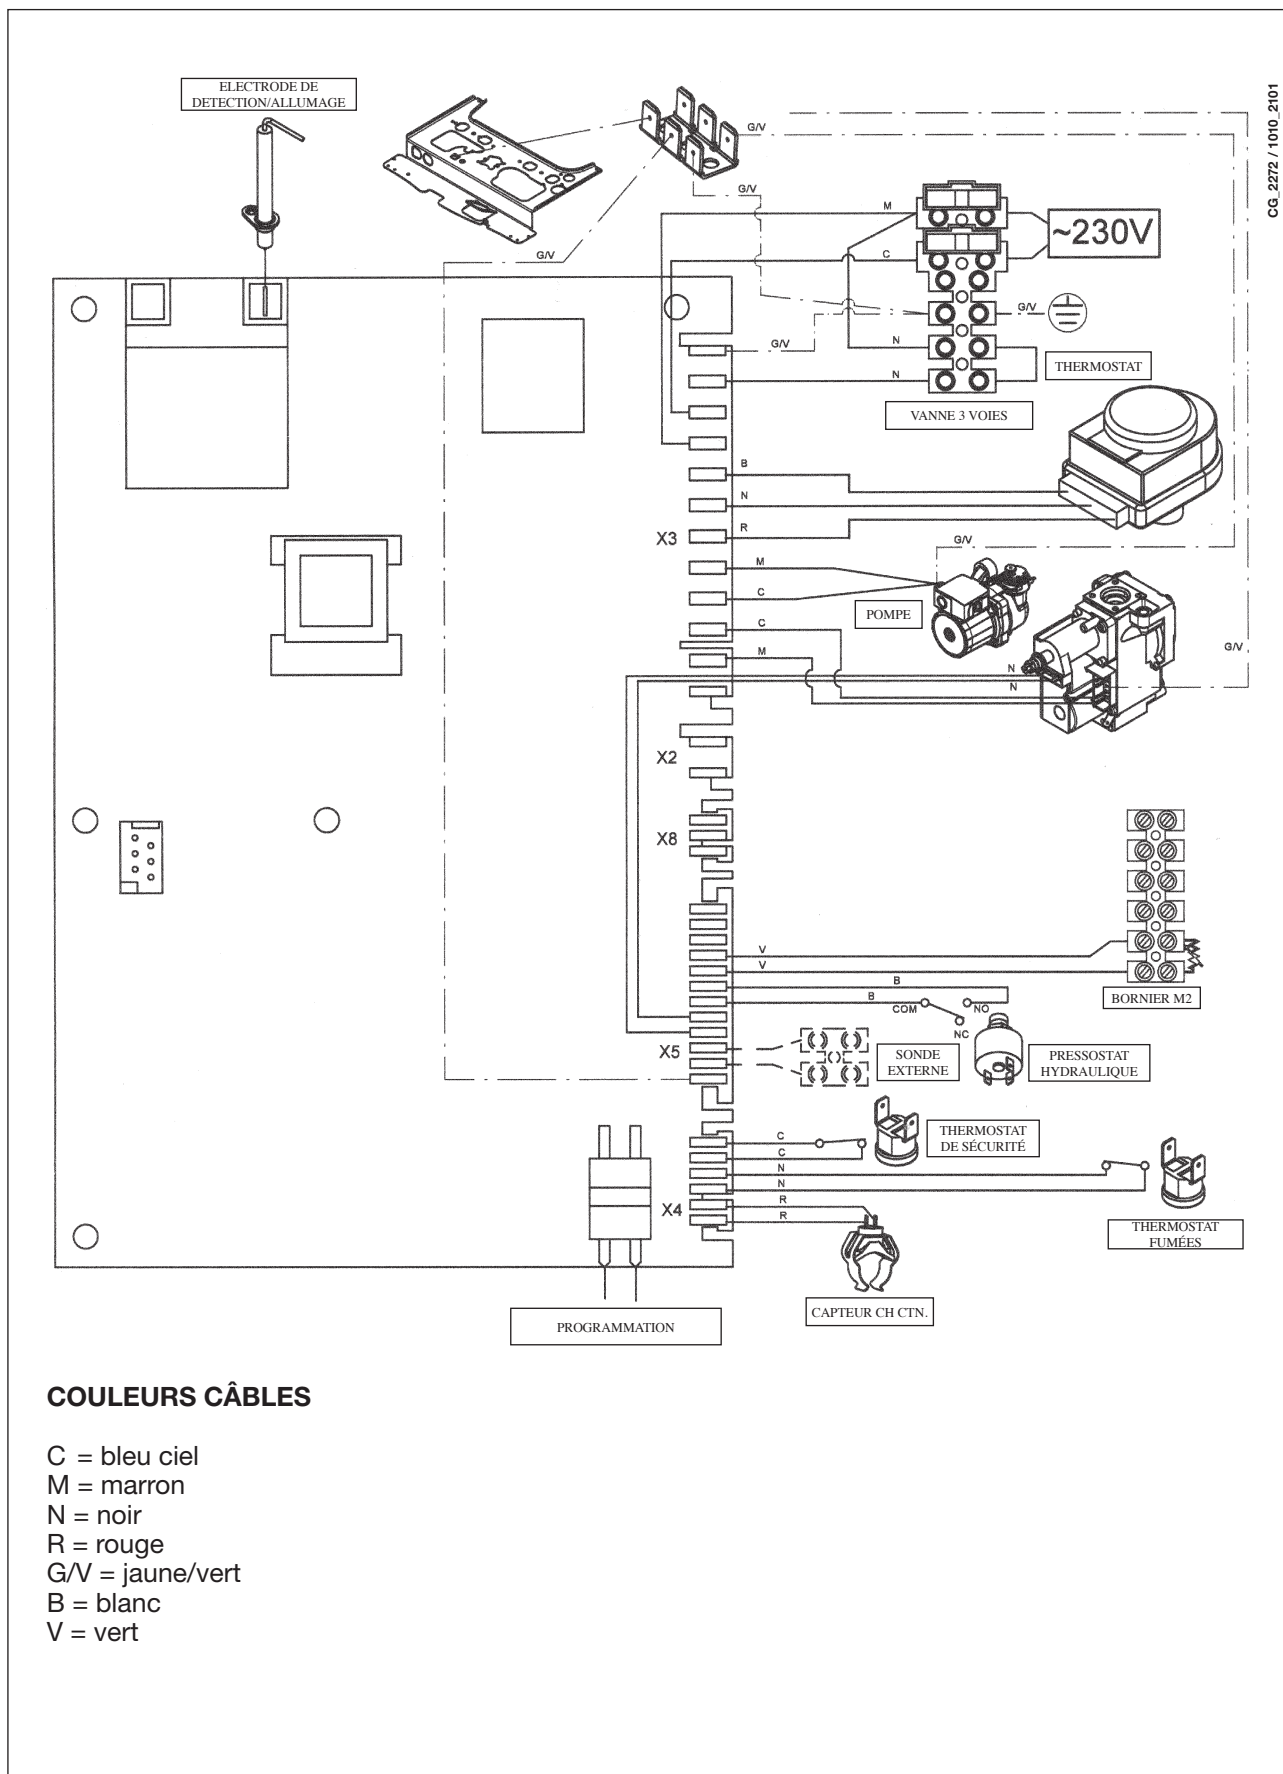 ELECTRODE DE
DETECTION/ALLUMAGE
CG_2272 / 1010_2101
G/V
G/V
G/V
M
~230V
C
G/V
G/V
N
THERMOSTAT
N
VANNE 3 VOIES
B
N
R
X3
G/V
M
C
POMPE
C
M
G/V
N
N
X2
X8
V
V
B
B
COM
NO
NC
BORNIER M2
X5
SONDE
EXTERNE
PRESSOSTAT
HYDRAULIQUE
C
C
THERMOSTAT
DE SÉCURITÉ
N
N
R
R
X4
THERMOSTAT
FUMÉES
CAPTEUR CH CTN.
PROGRAMMATION
COULEURS CÂBLES
C = bleu ciel
M = marron
N = noir
R = rouge
G/V = jaune/vert
B = blanc
V = vert